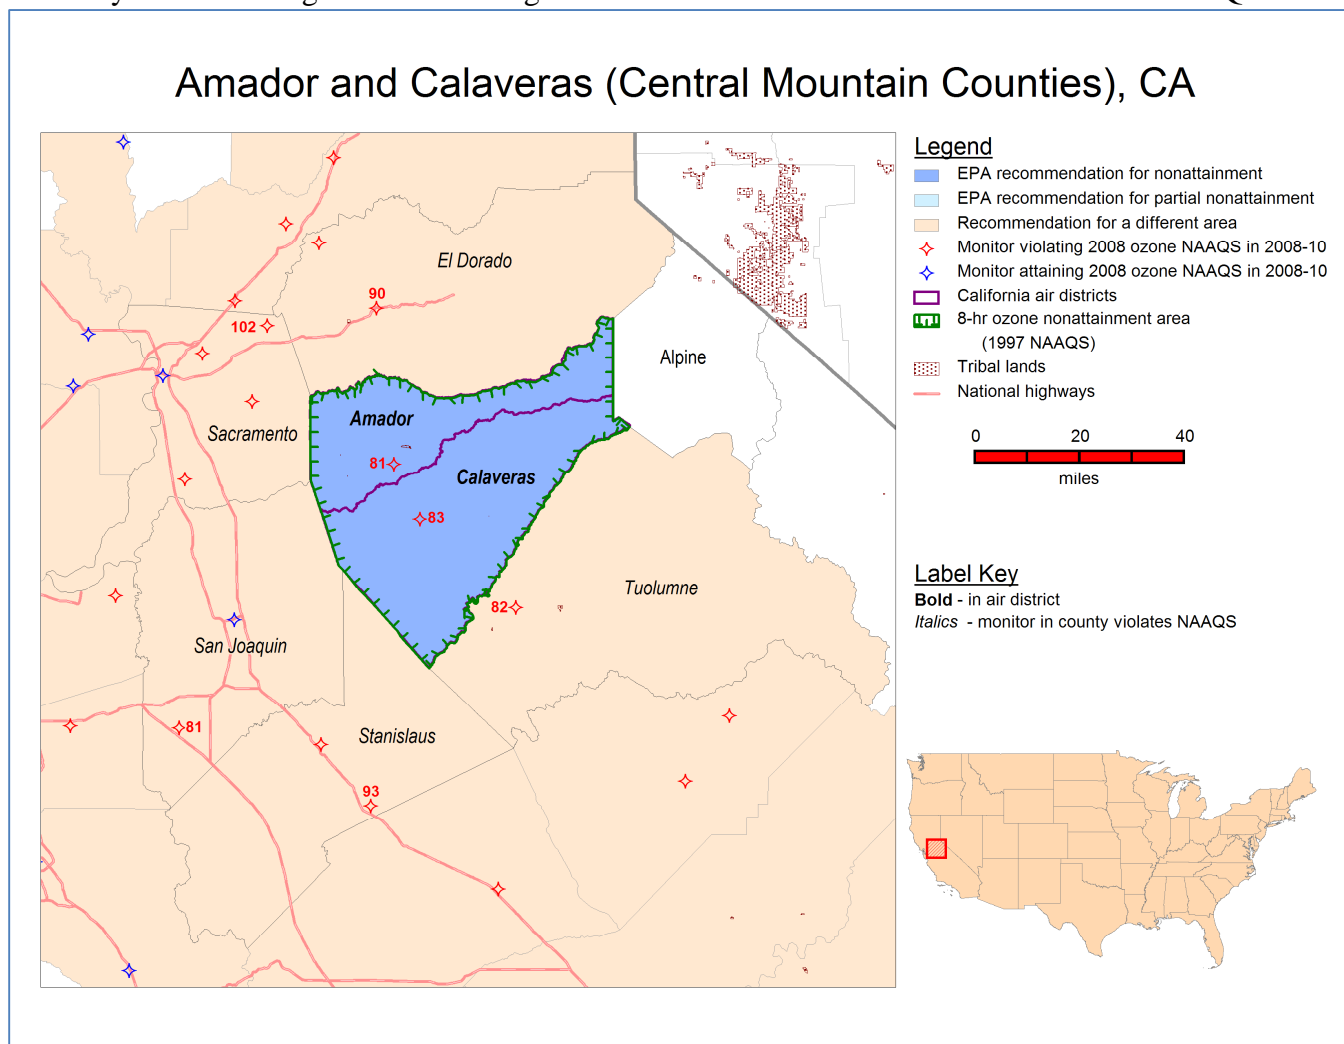 Amador and Calaveras (Central Mountain Counties), CA
Legend
EPA recommendation for nonattainment
EPA recommendation for partial nonattainment
Recommendation for a different area
Monitor violating 2008 ozone NAAQS in 2008-10
Monitor attaining 2008 ozone NAAQS in 2008-10
California air districts
8-hr ozone nonattainment area
(1997 NAAQS)
Tribal lands
National highways
0 20 40
miles
Label Key
Bold - in air district
Italics - monitor in county violates NAAQS
El Dorado
90
102
Alpine
Amador
Sacramento
81
Calaveras
83
Tuolumne
82
San Joaquin
81
Stanislaus
93